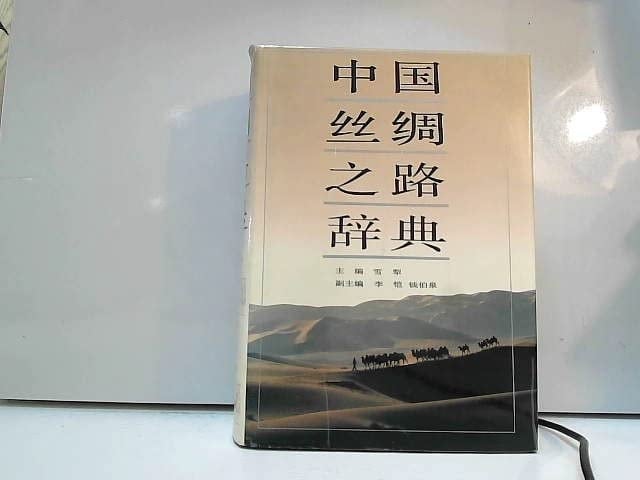 中国
丝绸
之路
辞典
主 编 雪 犁
副主编 李 恺 钱伯泉